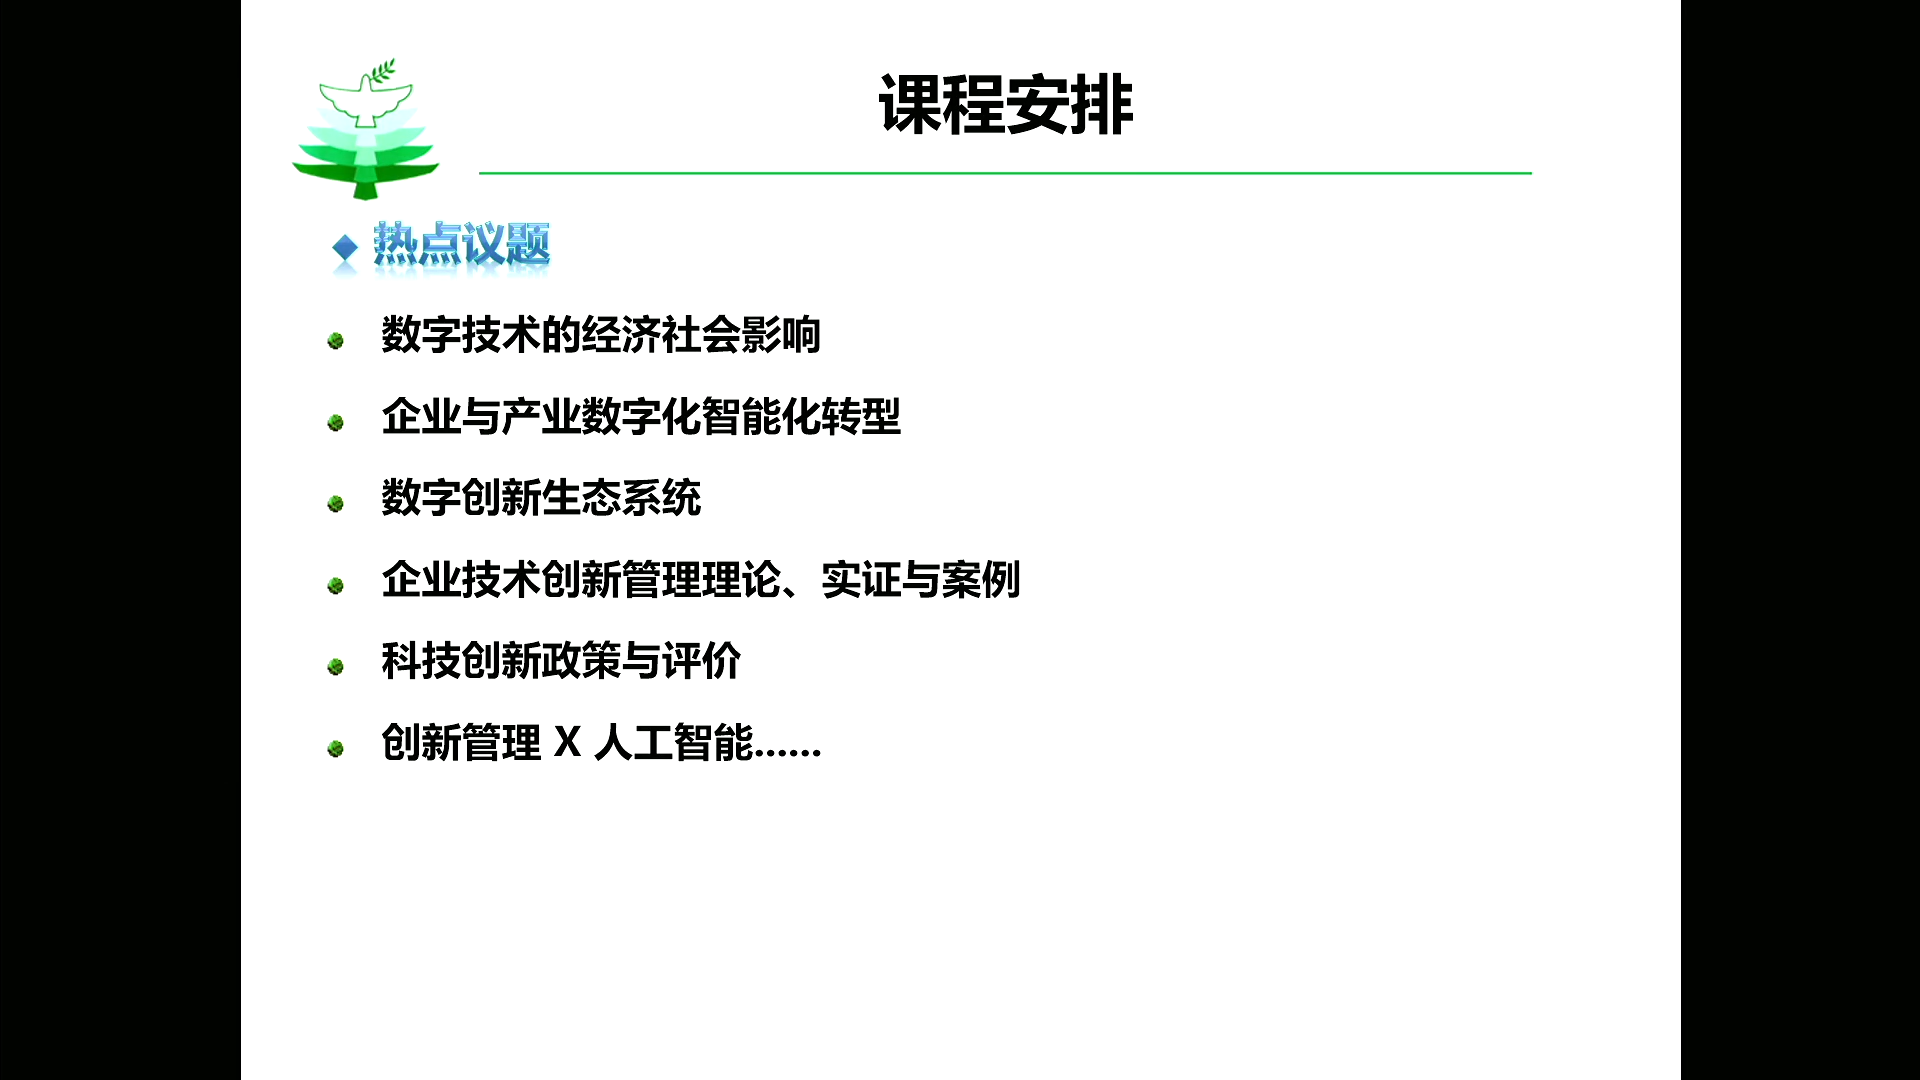 课程安排
热点议题
数字技术的经济社会影响
企业与产业数字化智能化转型
数字创新生态系统
企业技术创新管理理论、实证与案例
科技创新政策与评价
创新管理 X 人工智能……